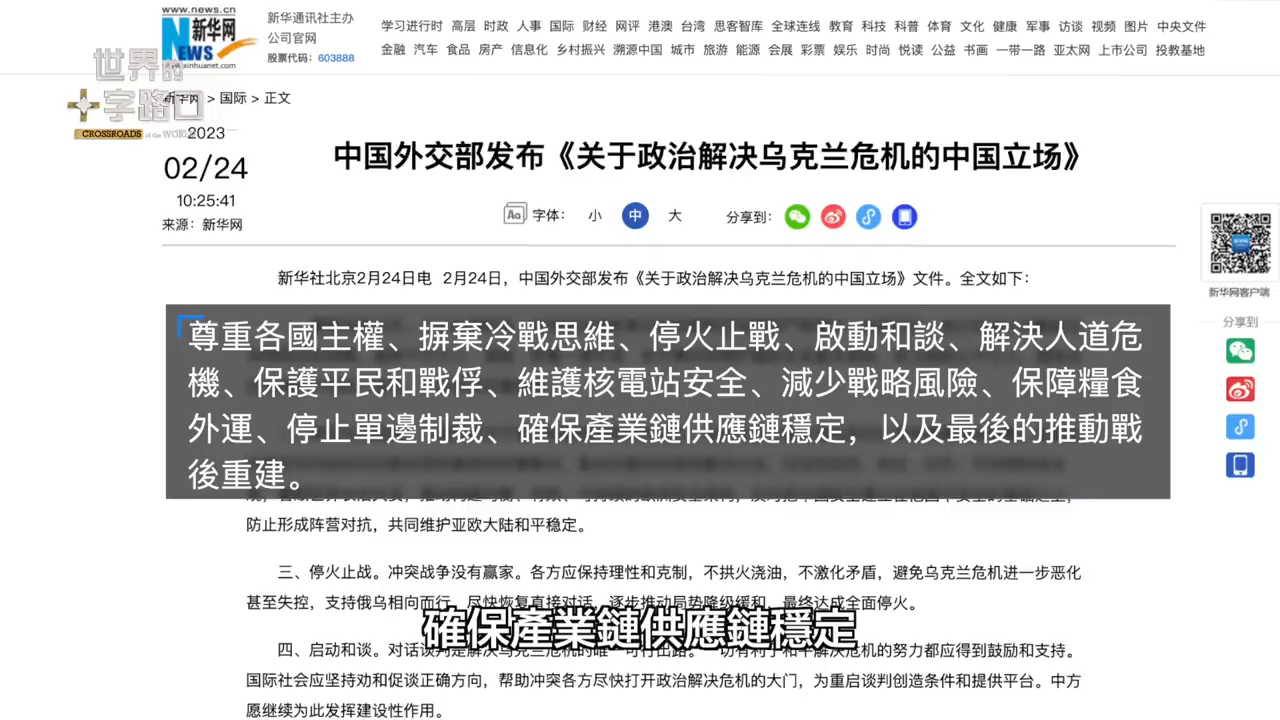 www.news.cn
新华网
NEWS
www.xinhuanet.com
新华通讯社主办
公司官网
股票代码：603888
学习进行时 高层 时政 人事 国际 财经 网评 港澳 台湾 思客智库 全球连线 教育 科技 科普 体育 文化 健康 军事 访谈 视频 图片 中央文件
金融 汽车 食品 房产 信息化 乡村振兴 溯源中国 城市 旅游 能源 会展 彩票 娱乐 时尚 悦读 公益 书画 一带一路 亚太网 上市公司 投教基地
世界的
十字路口
CROSSROADS of the WORLD
新华网 > 国际 > 正文
2023
02/24
10:25:41
来源：新华网
中国外交部发布《关于政治解决乌克兰危机的中国立场》
Aa 字体： 小 中 大 分享到：
新华网客户端
分享到
新华社北京2月24日电 2月24日，中国外交部发布《关于政治解决乌克兰危机的中国立场》文件。全文如下：
尊重各國主權、摒棄冷戰思維、停火止戰、啟動和談、解決人道危
機、保護平民和戰俘、維護核電站安全、減少戰略風險、保障糧食
外運、停止單邊制裁、確保產業鏈供應鏈穩定，以及最後的推動戰
後重建。
防止形成阵营对抗，共同维护亚欧大陆和平稳定。
三、停火止战。冲突战争没有赢家。各方应保持理性和克制，不拱火浇油，不激化矛盾，避免乌克兰危机进一步恶化
甚至失控，支持俄乌相向而行，尽快恢复直接对话，逐步推动局势降级缓和，最终达成全面停火。
確保產業鏈供應鏈穩定
四、启动和谈。对话谈判是解决乌克兰危机的唯一可行出路。一切有利于和平解决危机的努力都应得到鼓励和支持。
国际社会应坚持劝和促谈正确方向，帮助冲突各方尽快打开政治解决危机的大门，为重启谈判创造条件和提供平台。中方
愿继续为此发挥建设性作用。